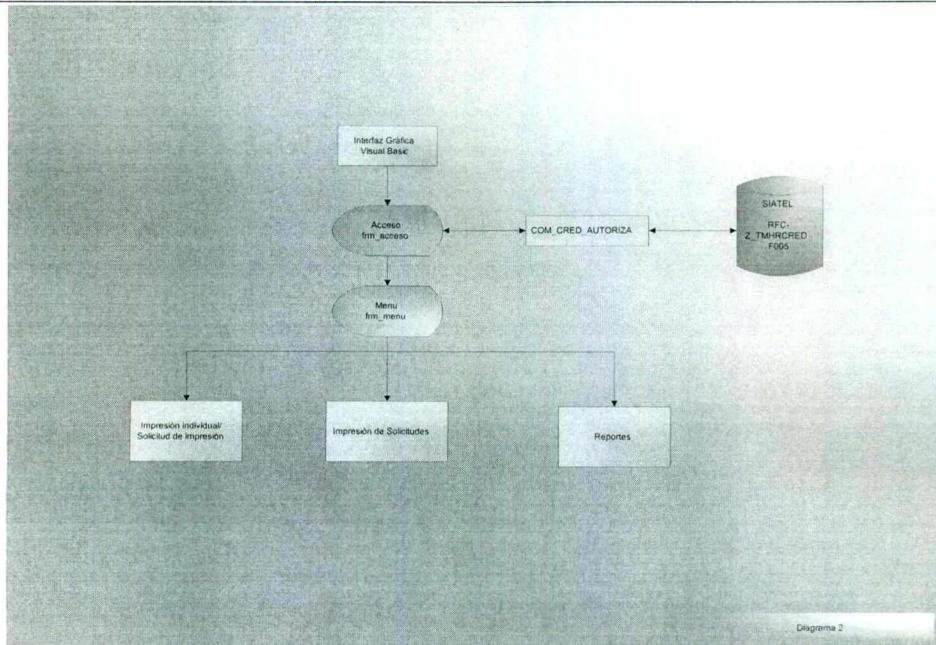 Interfaz Gráfica
Visual Basic
Acceso
frm_acceso
COM_CRED_AUTORIZA
SIATEL
RFC-
Z_TMHRCRED
F005
Menu
frm_menu
Impresión individual/
Solicitud de impresión
Impresión de Solicitudes
Reportes
Diagrama 2